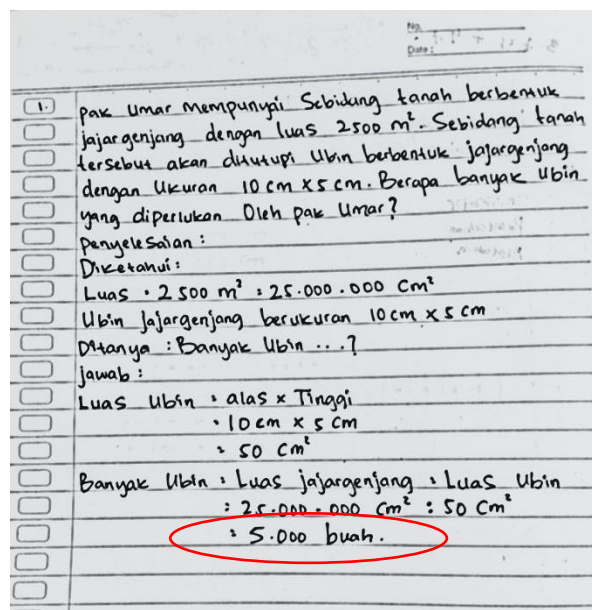 No.
Date :
1. pak Umar mempunyai Sebidang tanah berbentuk
jajargenjang dengan luas 2500 m². Sebidang tanah
tersebut akan ditutupi Ubin berbentuk jajargenjang
dengan Ukuran 10 cm x 5 cm. Berapa banyak Ubin
yang diperlukan Oleh pak Umar?
penyelesaian :
Diketahui :
Luas : 2 500 m² : 25.000.000 Cm²
Ubin jajargenjang berukuran 10 cm x 5 cm
Ditanya : Banyak Ubin ...?
jawab :
Luas Ubin : alas x Tinggi
: 10 cm x 5 cm
: 50 Cm²
Banyak Ubin : Luas jajargenjang : Luas Ubin
: 25.000.000 Cm² : 50 Cm²
: 5.000 buah.